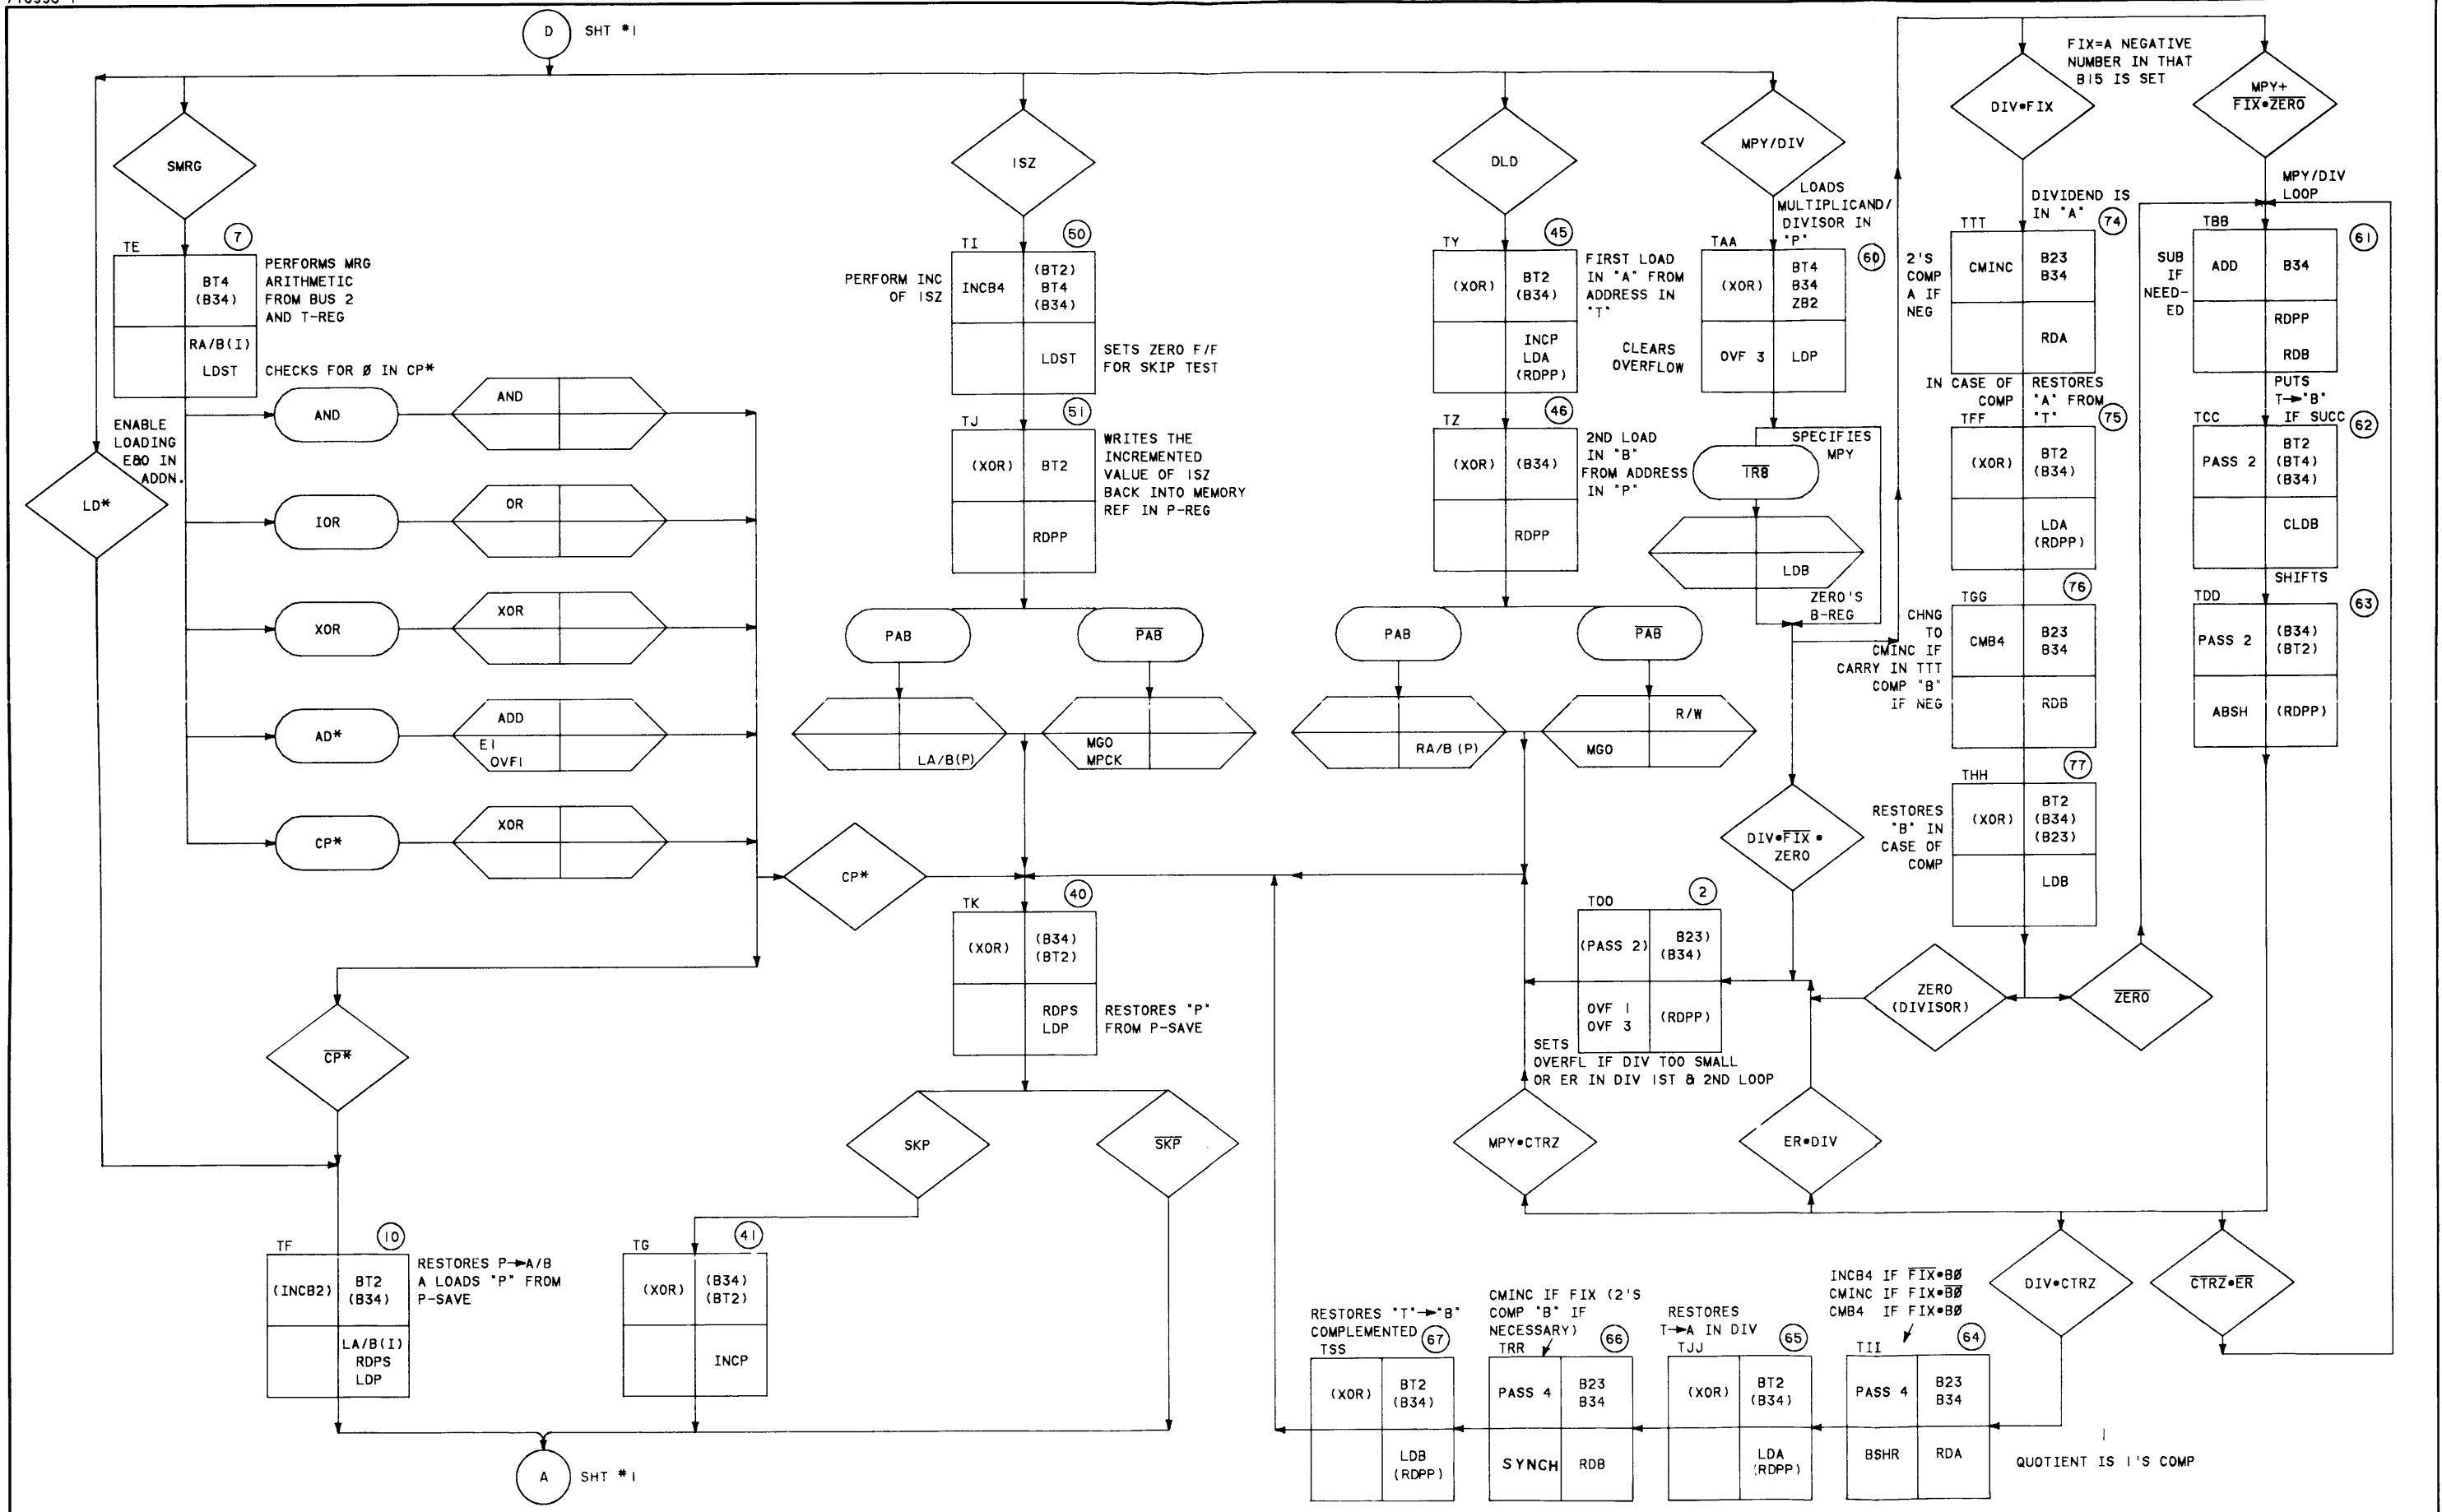 D SHT #1
SMRG
TE 7
BT4
(B34)
RA/B(I)
LDST
PERFORMS MRG
ARITHMETIC
FROM BUS 2
AND T-REG
CHECKS FOR Ø IN CP*
ENABLE
LOADING
E&O IN
ADDN.
LD*
AND
AND
IOR
OR
XOR
XOR
AD*
ADD
E1
OVF1
CP*
XOR
CP*
C̅P̅*̅
TF 10
(INCB2)
BT2
(B34)
LA/B(I)
RDPS
LDP
RESTORES P→A/B
A LOADS "P" FROM
P-SAVE
ISZ
TI 50
PERFORM INC
OF ISZ
INCB4
(BT2)
BT4
(B34)
LDST
SETS ZERO F/F
FOR SKIP TEST
TJ 51
(XOR)
BT2
RDPP
WRITES THE
INCREMENTED
VALUE OF ISZ
BACK INTO MEMORY
REF IN P-REG
PAB
P̅A̅B̅
LA/B(P)
MGO
MPCK
TK 40
(XOR)
(B34)
(BT2)
RDPS
LDP
RESTORES "P"
FROM P-SAVE
SKP
S̅K̅P̅
TG 41
(XOR)
(B34)
(BT2)
INCP
A SHT #1
DLD
TY 45
(XOR)
BT2
(B34)
INCP
LDA
(RDPP)
FIRST LOAD
IN "A" FROM
ADDRESS IN
"T"
TZ 46
(XOR)
(B34)
RDPP
2ND LOAD
IN "B"
FROM ADDRESS
IN "P"
PAB
P̅A̅B̅
RA/B (P)
R/W
MGO
MPY/DIV
LOADS
MULTIPLICAND/
DIVISOR IN
"P"
TAA 60
(XOR)
BT4
B34
ZB2
OVF 3
LDP
CLEARS
OVERFLOW
SPECIFIES
MPY
T̅R̅8̅
LDB
ZERO'S
B-REG
DIV•F̅I̅X̅ •
ZERO
TOO 2
(PASS 2)
B23)
(B34)
OVF 1
OVF 3
(RDPP)
SETS
OVERFL IF DIV TOO SMALL
OR ER IN DIV 1ST & 2ND LOOP
MPY•CTRZ
ER•DIV
FIX=A NEGATIVE
NUMBER IN THAT
B15 IS SET
DIV•FIX
DIVIDEND IS
IN "A"
TTT 74
2'S
COMP
A IF
NEG
CMINC
B23
B34
RDA
IN CASE OF
COMP
RESTORES
"A" FROM
"T"
TFF 75
(XOR)
BT2
(B34)
LDA
(RDPP)
TGG 76
CHNG
TO
CMINC IF
CARRY IN TTT
COMP "B"
IF NEG
CMB4
B23
B34
RDB
THH 77
RESTORES
"B" IN
CASE OF
COMP
(XOR)
BT2
(B34)
(B23)
LDB
ZERO
(DIVISOR)
Z̅E̅R̅O̅
MPY+
F̅I̅X̅•Z̅E̅R̅O̅
MPY/DIV
LOOP
TBB 61
SUB
IF
NEED-
ED
ADD
B34
RDPP
RDB
PUTS
T→"B"
IF SUCC
TCC 62
PASS 2
BT2
(BT4)
(B34)
CLDB
SHIFTS
TDD 63
PASS 2
(B34)
(BT2)
ABSH
(RDPP)
DIV•CTRZ
C̅T̅R̅Z̅•E̅R̅
INCB4 IF F̅I̅X̅•BØ
CMINC IF FIX•B̅Ø̅
CMB4 IF FIX•BØ
TII 64
PASS 4
B23
B34
BSHR
RDA
QUOTIENT IS 1'S COMP
RESTORES
T→A IN DIV
TJJ 65
(XOR)
BT2
(B34)
LDA
(RDPP)
CMINC IF FIX (2'S
COMP "B" IF
NECESSARY)
TRR 66
PASS 4
B23
B34
SYNCH
RDB
RESTORES "T"→"B"
COMPLEMENTED
TSS 67
(XOR)
BT2
(B34)
LDB
(RDPP)